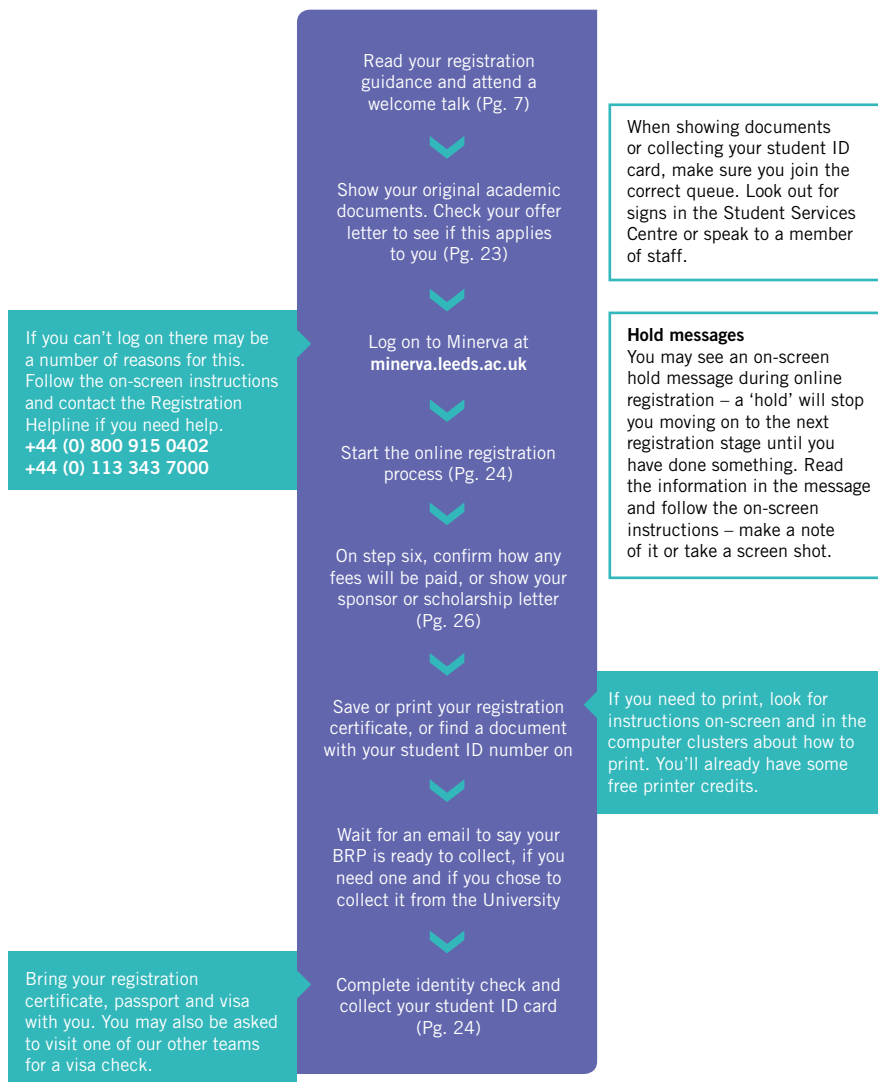 Read your registration
guidance and attend a
welcome talk (Pg. 7)
When showing documents
or collecting your student ID
card, make sure you join the
correct queue. Look out for
signs in the Student Services
Centre or speak to a member
of staff.
Show your original academic
documents. Check your offer
letter to see if this applies
to you (Pg. 23)
If you can't log on there may be
a number of reasons for this.
Follow the on-screen instructions
and contact the Registration
Helpline if you need help.
+44 (0) 800 915 0402
+44 (0) 113 343 7000
Log on to Minerva at
minerva.leeds.ac.uk
Hold messages
You may see an on-screen
hold message during online
registration – a ‘hold’ will stop
you moving on to the next
registration stage until you
have done something. Read
the information in the message
and follow the on-screen
instructions – make a note
of it or take a screen shot.
Start the online registration
process (Pg. 24)
On step six, confirm how any
fees will be paid, or show your
sponsor or scholarship letter
(Pg. 26)
Save or print your registration
certificate, or find a document
with your student ID number on
If you need to print, look for
instructions on-screen and in the
computer clusters about how to
print. You'll already have some
free printer credits.
Wait for an email to say your
BRP is ready to collect, if you
need one and if you chose to
collect it from the University
Bring your registration
certificate, passport and visa
with you. You may also be asked
to visit one of our other teams
for a visa check.
Complete identity check and
collect your student ID card
(Pg. 24)